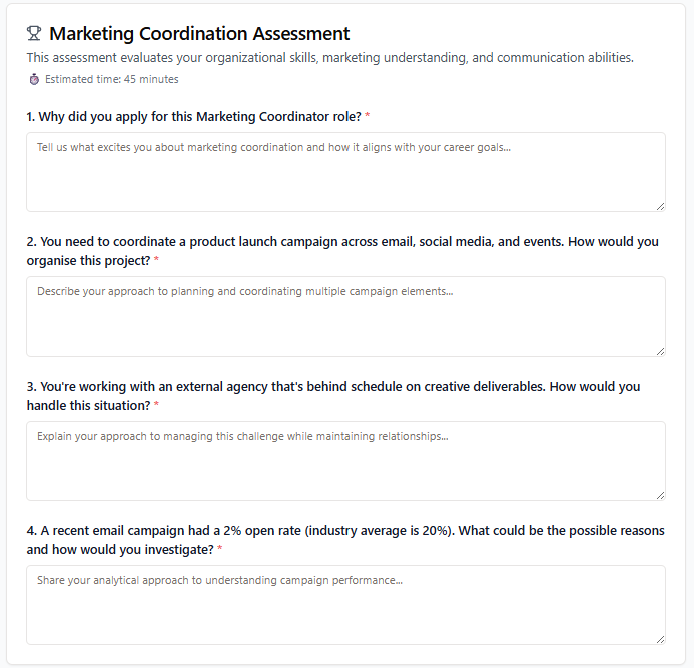 Marketing Coordination Assessment
This assessment evaluates your organizational skills, marketing understanding, and communication abilities.
Estimated time: 45 minutes
1. Why did you apply for this Marketing Coordinator role? *
Tell us what excites you about marketing coordination and how it aligns with your career goals...
2. You need to coordinate a product launch campaign across email, social media, and events. How would you
organise this project? *
Describe your approach to planning and coordinating multiple campaign elements...
3. You're working with an external agency that's behind schedule on creative deliverables. How would you
handle this situation? *
Explain your approach to managing this challenge while maintaining relationships...
4. A recent email campaign had a 2% open rate (industry average is 20%). What could be the possible reasons
and how would you investigate? *
Share your analytical approach to understanding campaign performance...